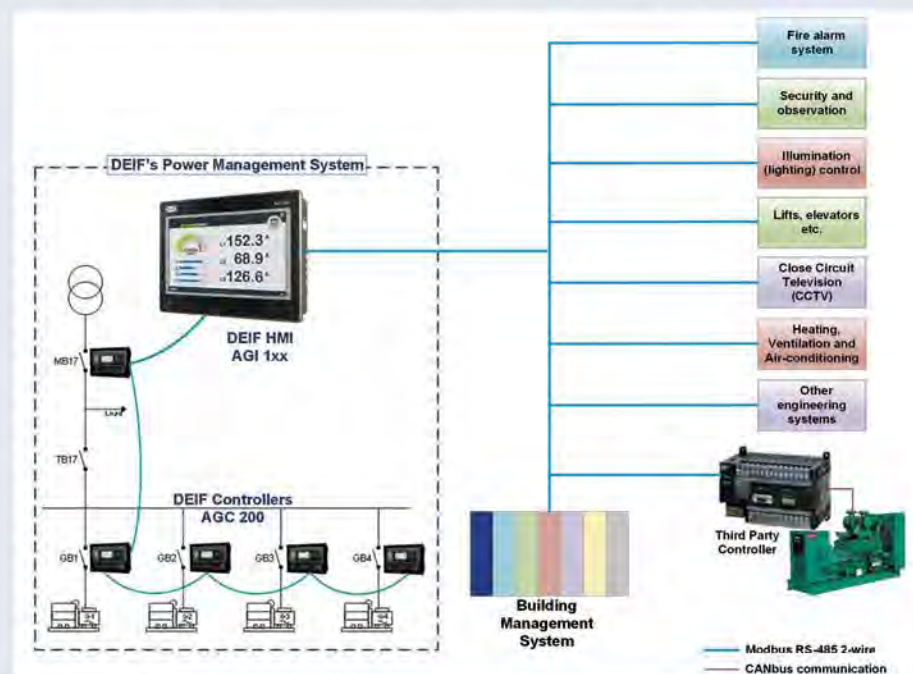 DEIF's Power Management System
152.3
68.9
126.6
DEIF HMI
AGI 1xx
MB17
TB17
DEIF Controllers
AGC 200
GB1
GB2
GB3
GB4
Fire alarm
system
Security and
observation
Illumination
(lighting) control
Lifts, elevators
etc.
Close Circuit
Television
(CCTV)
Heating,
Ventilation and
Air-conditioning
Other
engineering
systems
Third Party
Controller
Building
Management
System
Modbus RS-485 2-wire
CANbus communication